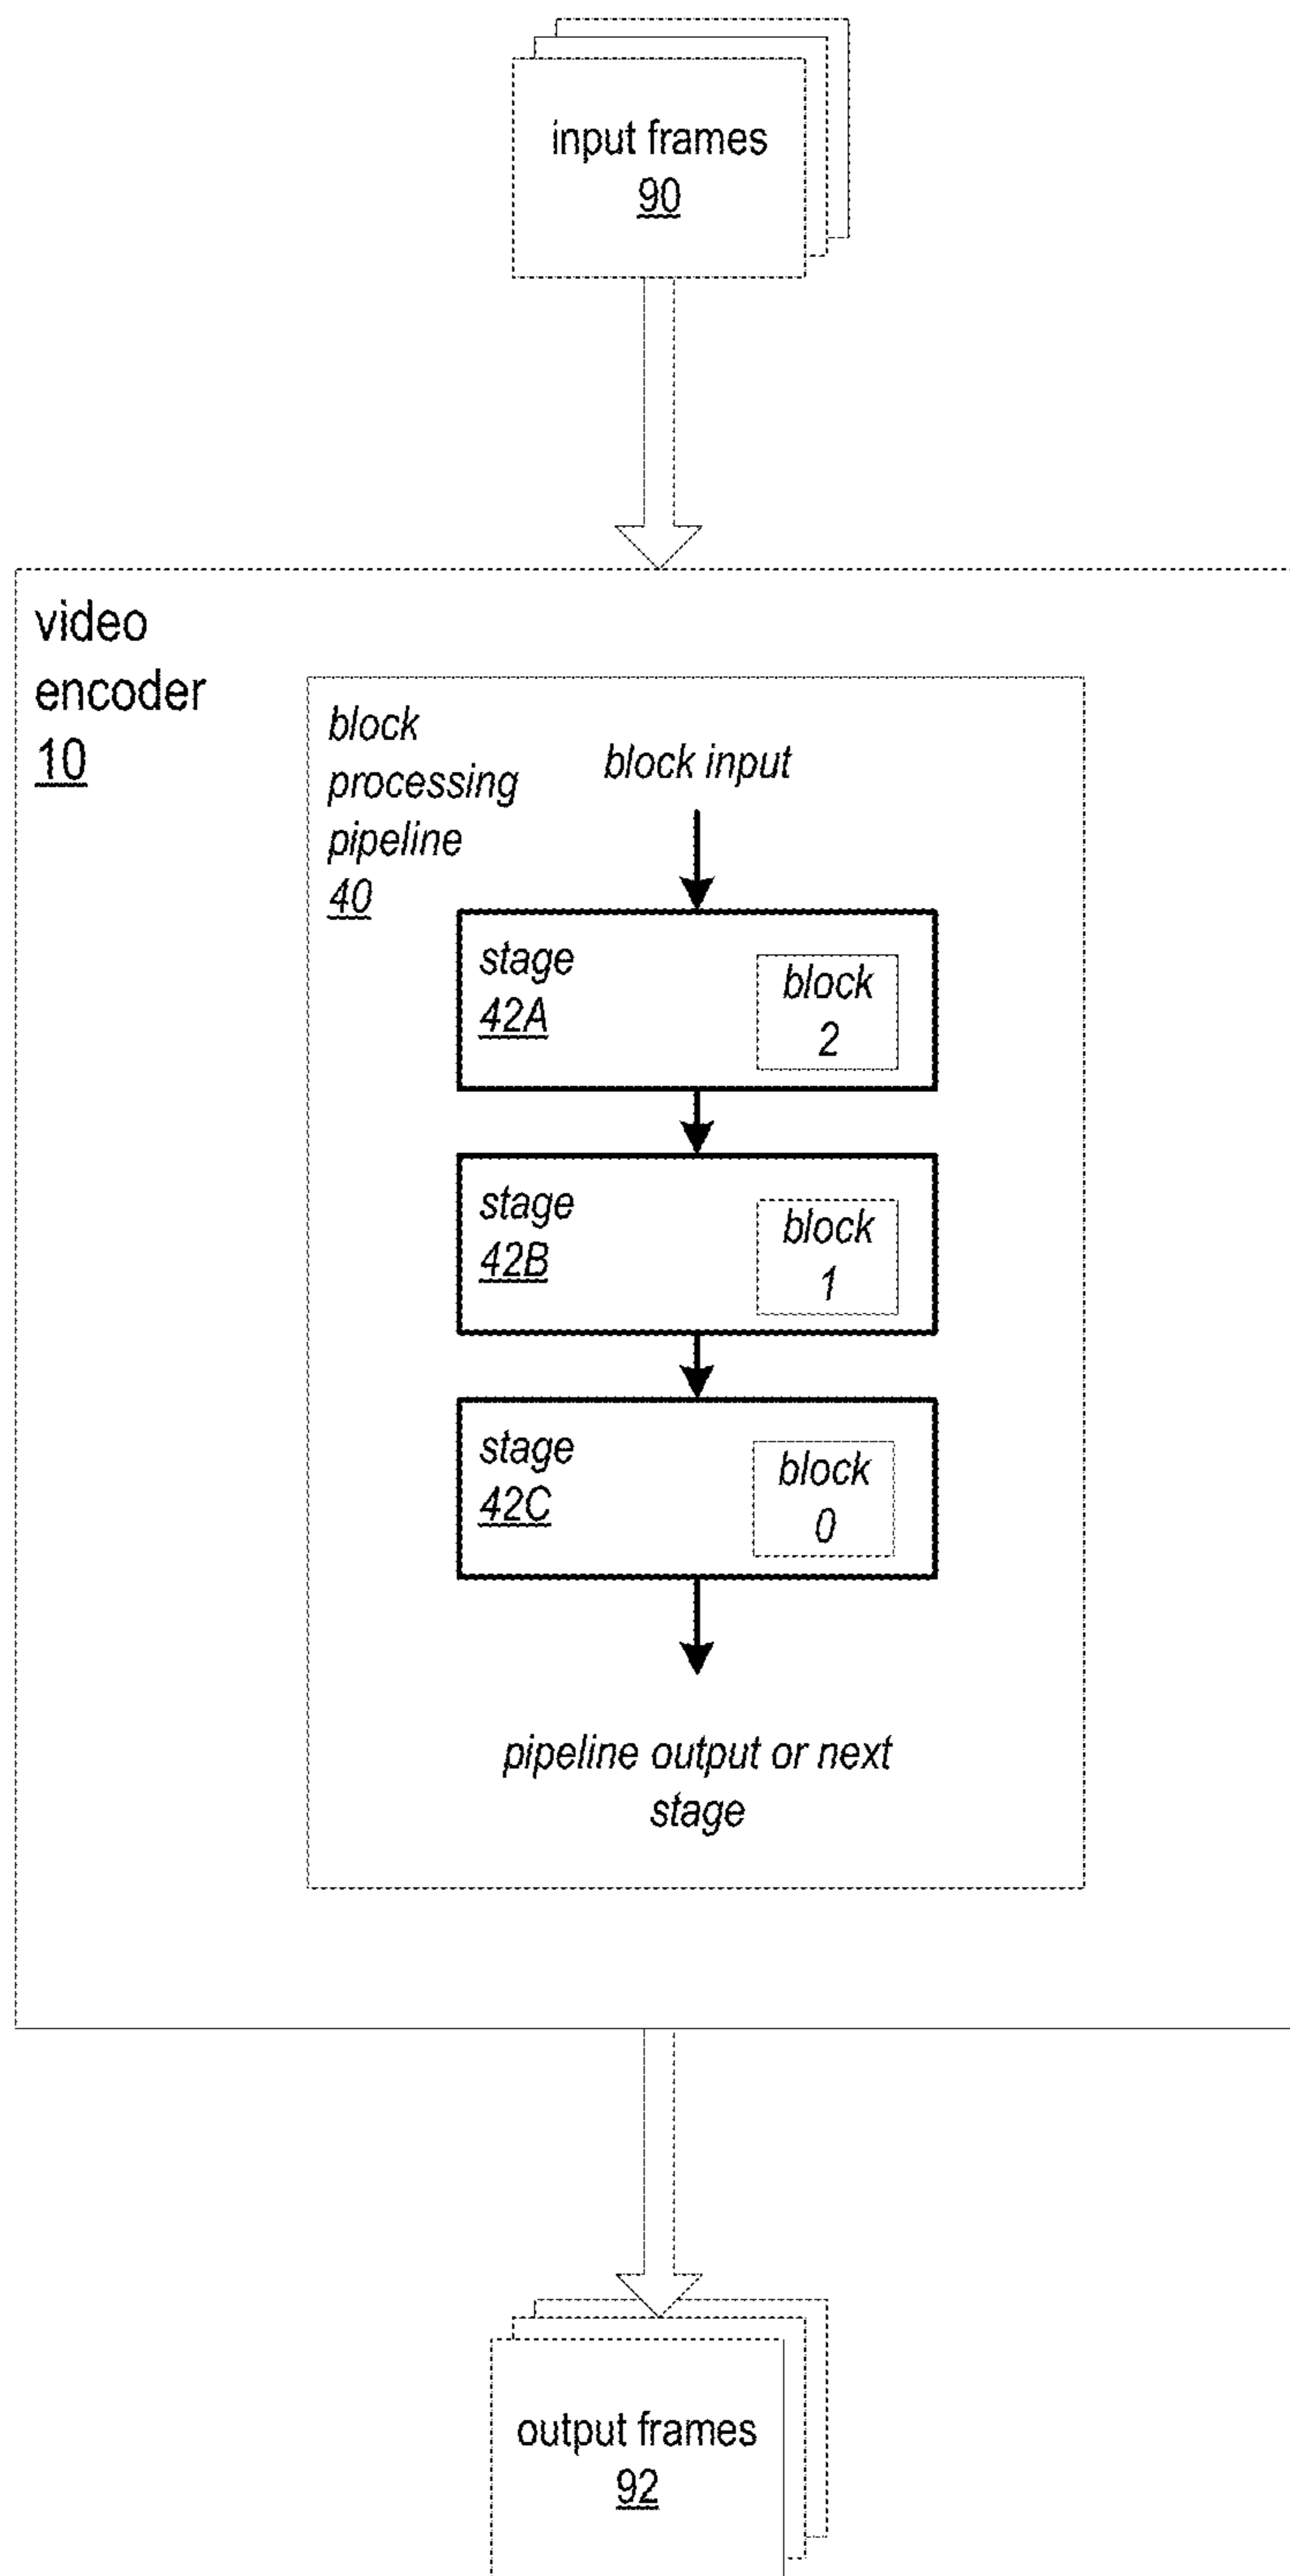 input frames
90
video
encoder
10
block
processing
pipeline
40
block input
stage
42A
block
2
stage
42B
block
1
stage
42C
block
0
pipeline output or next
stage
output frames
92